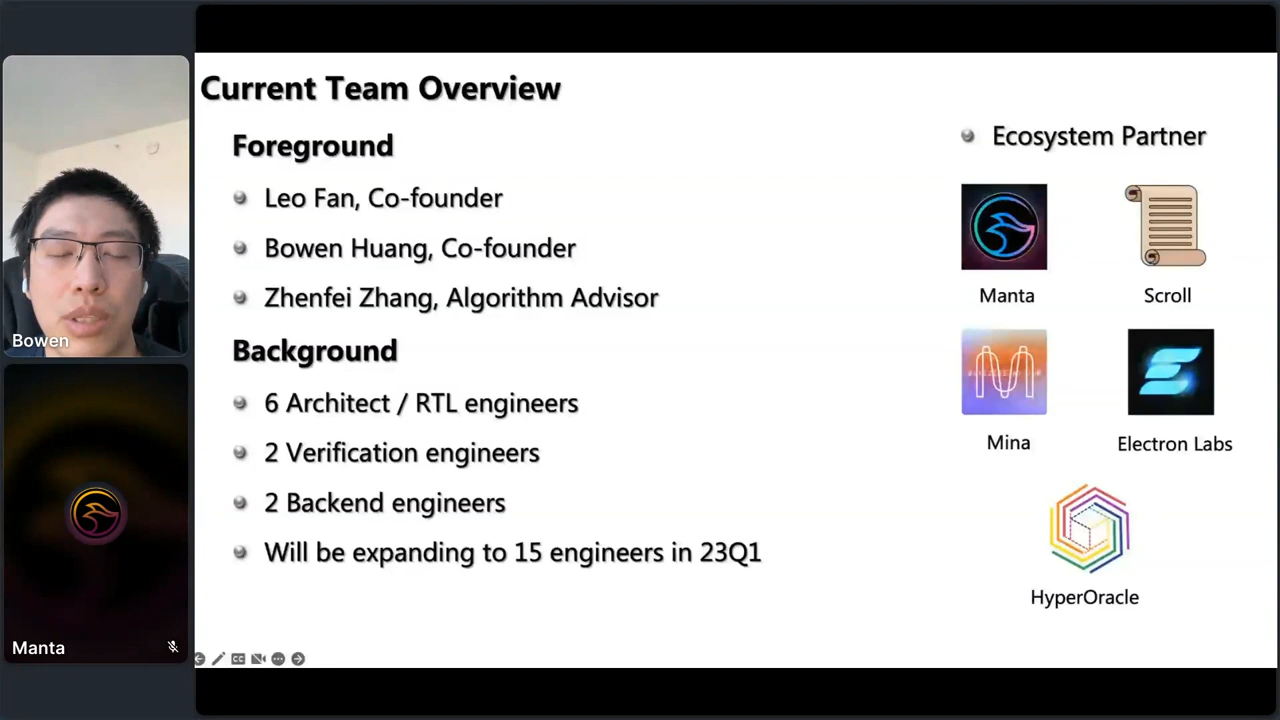 Current Team Overview
Foreground
Leo Fan, Co-founder
Bowen Huang, Co-founder
Zhenfei Zhang, Algorithm Advisor
Background
6 Architect / RTL engineers
2 Verification engineers
2 Backend engineers
Will be expanding to 15 engineers in 23Q1
Ecosystem Partner
Manta
Scroll
Mina
Electron Labs
HyperOracle
Bowen
Manta
CC